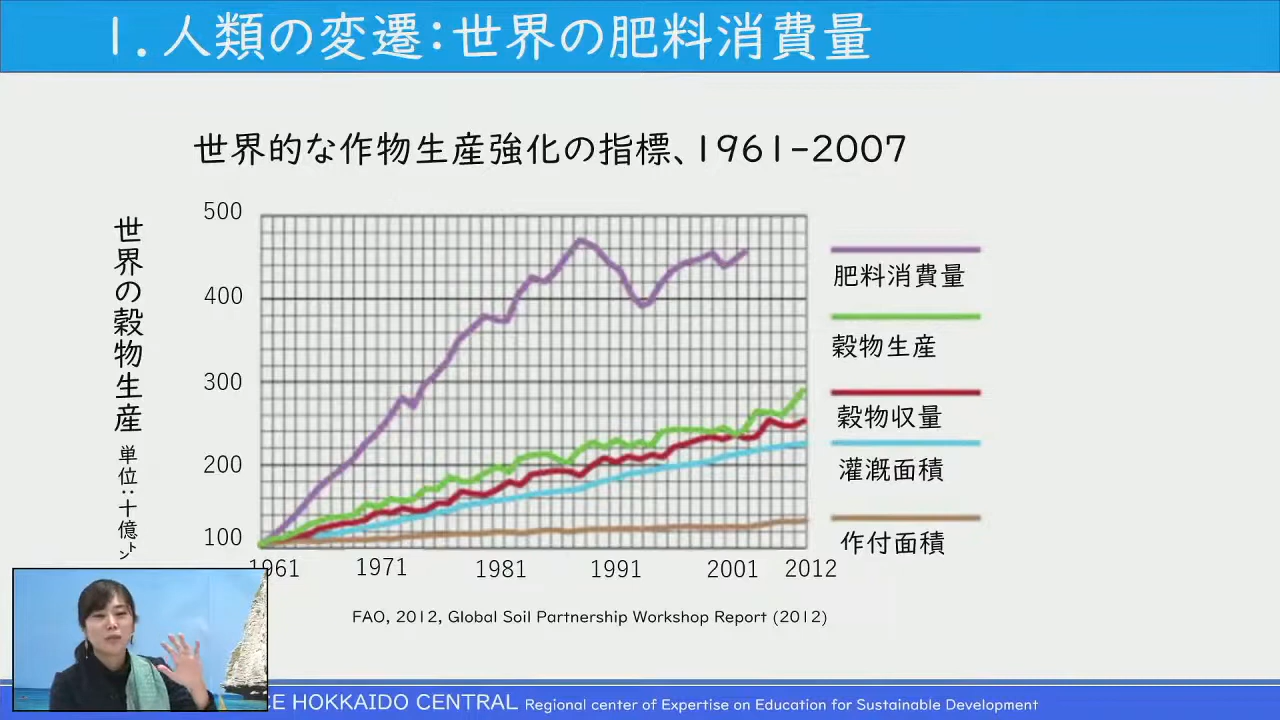 1.人類の変遷:世界の肥料消費量
世界的な作物生産強化の指標、1961-2007
世界の穀物生産 単位:十億㌧
500
400
300
200
100
1961 1971 1981 1991 2001 2012
肥料消費量
穀物生産
穀物収量
灌漑面積
作付面積
FAO, 2012, Global Soil Partnership Workshop Report (2012)
CE HOKKAIDO CENTRAL Regional center of Expertise on Education for Sustainable Development